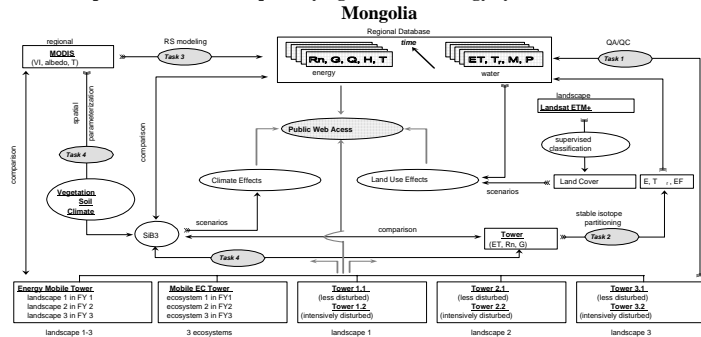 Mongolia
Regional Database
regional
MODIS
(VI, albedo, T)
RS modeling
Task 3
time
Rn, G, Q, H, T
energy
ET, Tr, M, P
water
QA/QC
Task 1
landscape
Landsat ETM+
spatial
parameterization
comparison
comparison
Public Web Acess
supervised
classification
Task 4
Vegetation
Soil
Climate
Climate Effects
Land Use Effects
Land Cover
E, T r, EF
scenarios
scenarios
SiB3
comparison
Tower
(ET, Rn, G)
stable isotope
partitioning
Task 2
Task 4
Energy Mobile Tower
landscape 1 in FY 1
landscape 2 in FY 2
landscape 3 in FY 3
Mobile EC Tower
ecosystem 1 in FY1
ecosystem 2 in FY2
ecosystem 3 in FY3
Tower 1.1
(less disturbed)
Tower 1.2
(intensively disturbed)
Tower 2.1
(less disturbed)
Tower 2.2
(intensively disturbed)
Tower 3.1
(less disturbed)
Tower 3.2
(intensively disturbed)
landscape 1-3
3 ecosystems
landscape 1
landscape 2
landscape 3